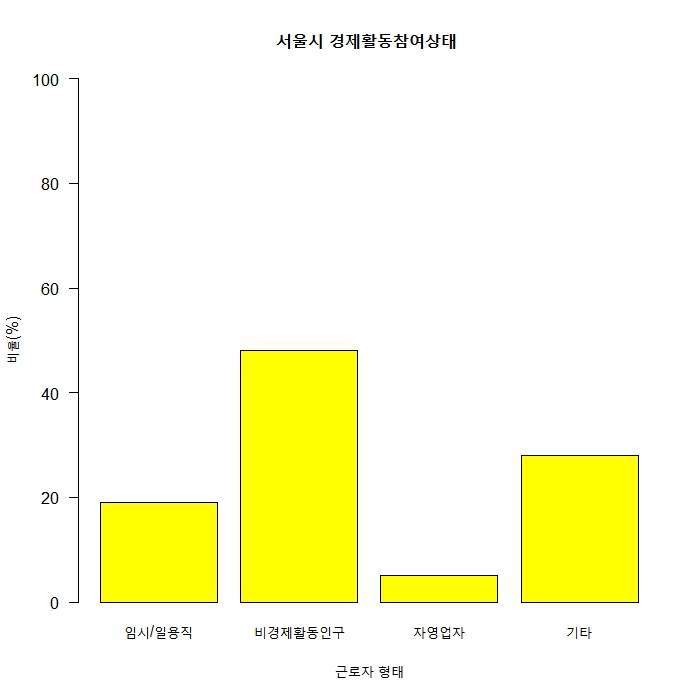 서울시 경제활동참여상태
100
80
60
40
20
0
비율(%)
임시/일용직
비경제활동인구
자영업자
기타
근로자 형태